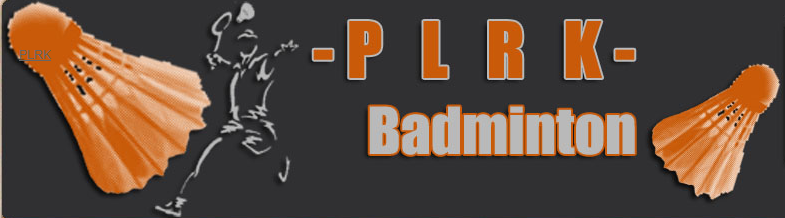 PLRK
- P L R K -
Badminton